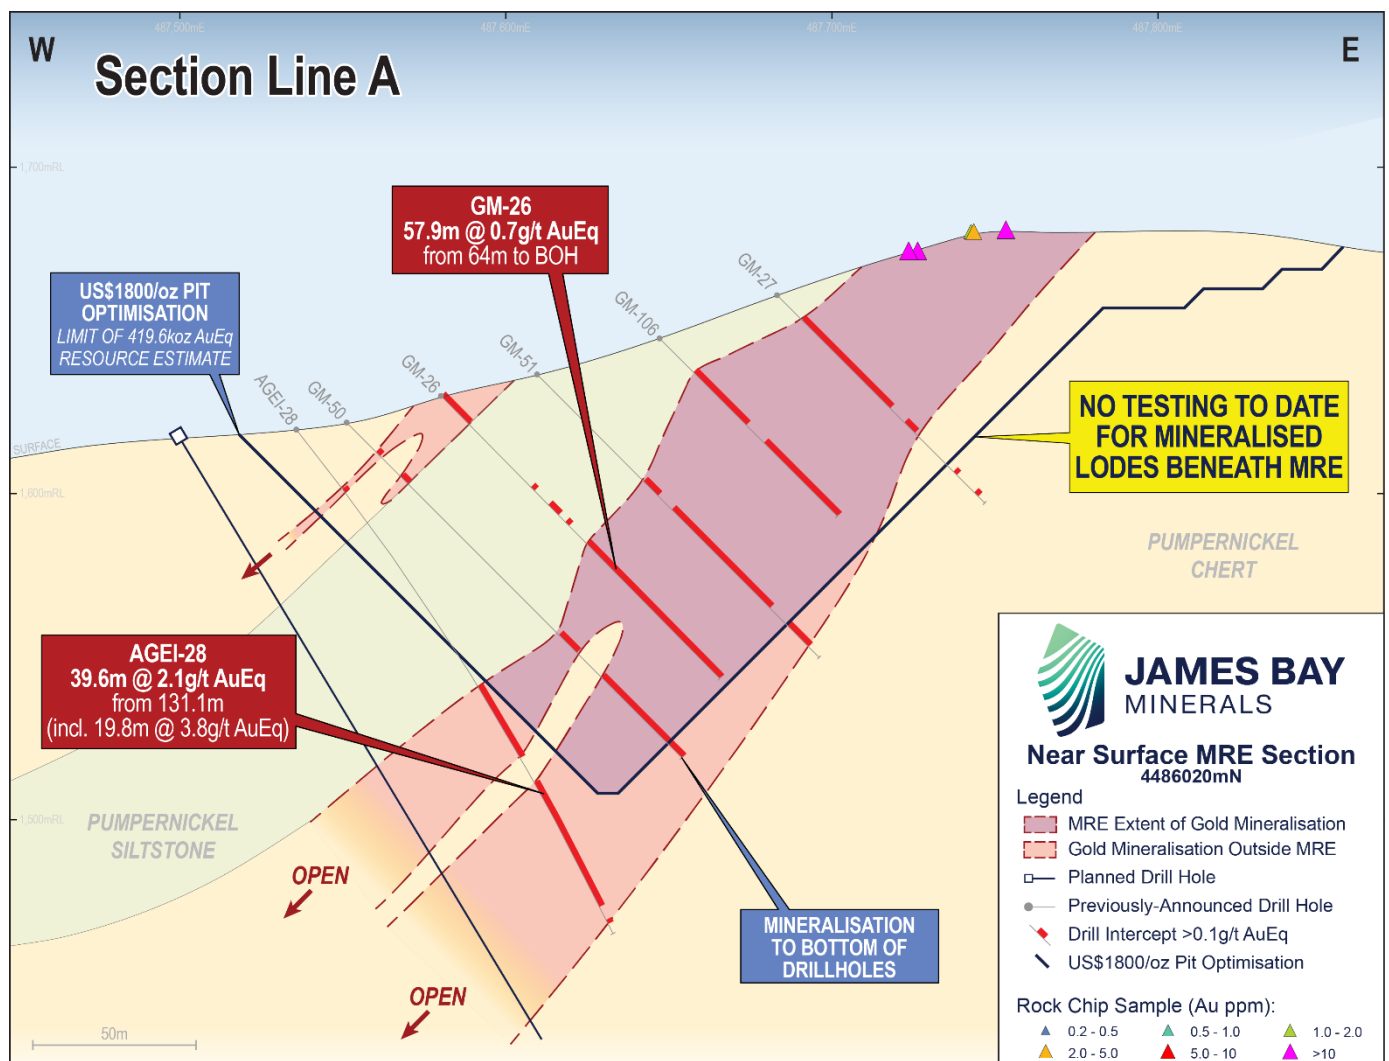 487,500mE
487,600mE
487,700mE
487,800mE
W
E
Section Line A
1,700mRL
GM-26
57.9m @ 0.7g/t AuEq
from 64m to BOH
US$1800/oz PIT
OPTIMISATION
LIMIT OF 419.6koz AuEq
RESOURCE ESTIMATE
GM-27
GM-106
GM-51
GM-26
GM-50
AGEI-28
SURFACE
NO TESTING TO DATE
FOR MINERALISED
LODES BENEATH MRE
1,600mRL
PUMPERNICKEL
CHERT
AGEI-28
39.6m @ 2.1g/t AuEq
from 131.1m
(incl. 19.8m @ 3.8g/t AuEq)
1,500mRL
PUMPERNICKEL
SILTSTONE
OPEN
OPEN
MINERALISATION
TO BOTTOM OF
DRILLHOLES
50m
JAMES BAY
MINERALS
Near Surface MRE Section
4486020mN
Legend
MRE Extent of Gold Mineralisation
Gold Mineralisation Outside MRE
Planned Drill Hole
Previously-Announced Drill Hole
Drill Intercept >0.1g/t AuEq
US$1800/oz Pit Optimisation
Rock Chip Sample (Au ppm):
0.2 - 0.5
0.5 - 1.0
1.0 - 2.0
2.0 - 5.0
5.0 - 10
>10